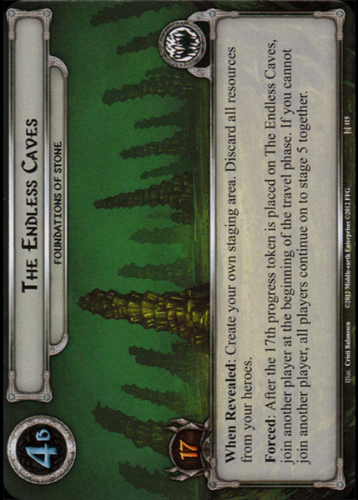 4B
The Endless Caves
Foundations of Stone
17
When Revealed: Create your own staging area. Discard all resources
from your heroes.
Forced: After the 17th progress token is placed on The Endless Caves,
join another player at the beginning of the travel phase. If you cannot
join another player, all players continue on to stage 5 together.
Illus. Cristi Balanescu ©2012 Middle-earth Enterprises ©2012 FFG 115